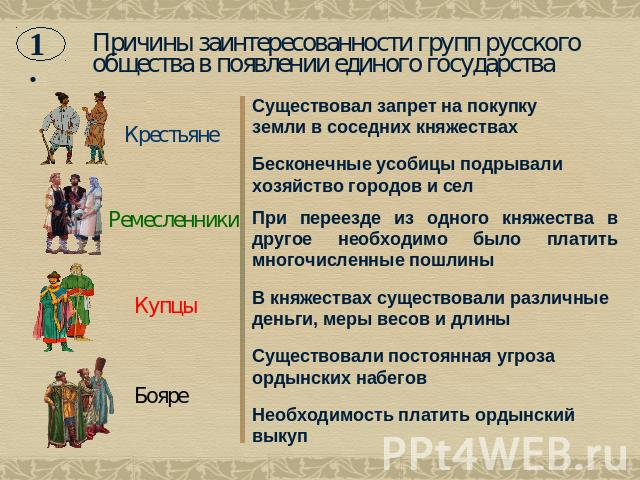 1
Причины заинтересованности групп русского
общества в появлении единого государства
•
Крестьяне
Ремесленники
Купцы
Бояре
Существовал запрет на покупку
земли в соседних княжествах
Бесконечные усобицы подрывали
хозяйство городов и сел
При переезде из одного княжества в
другое необходимо было платить
многочисленные пошлины
В княжествах существовали различные
деньги, меры весов и длины
Существовали постоянная угроза
ордынских набегов
Необходимость платить ордынский
выкуп
PPt4WEB.ru